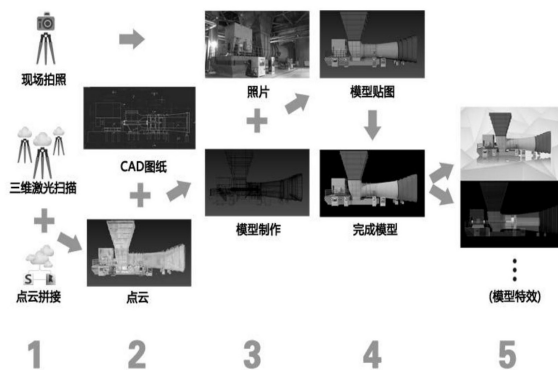 现场拍照
照片
模型贴图
CAD图纸
三维激光扫描
模型制作
完成模型
点云拼接
S
点云
(模型特效)
1
2
3
4
5